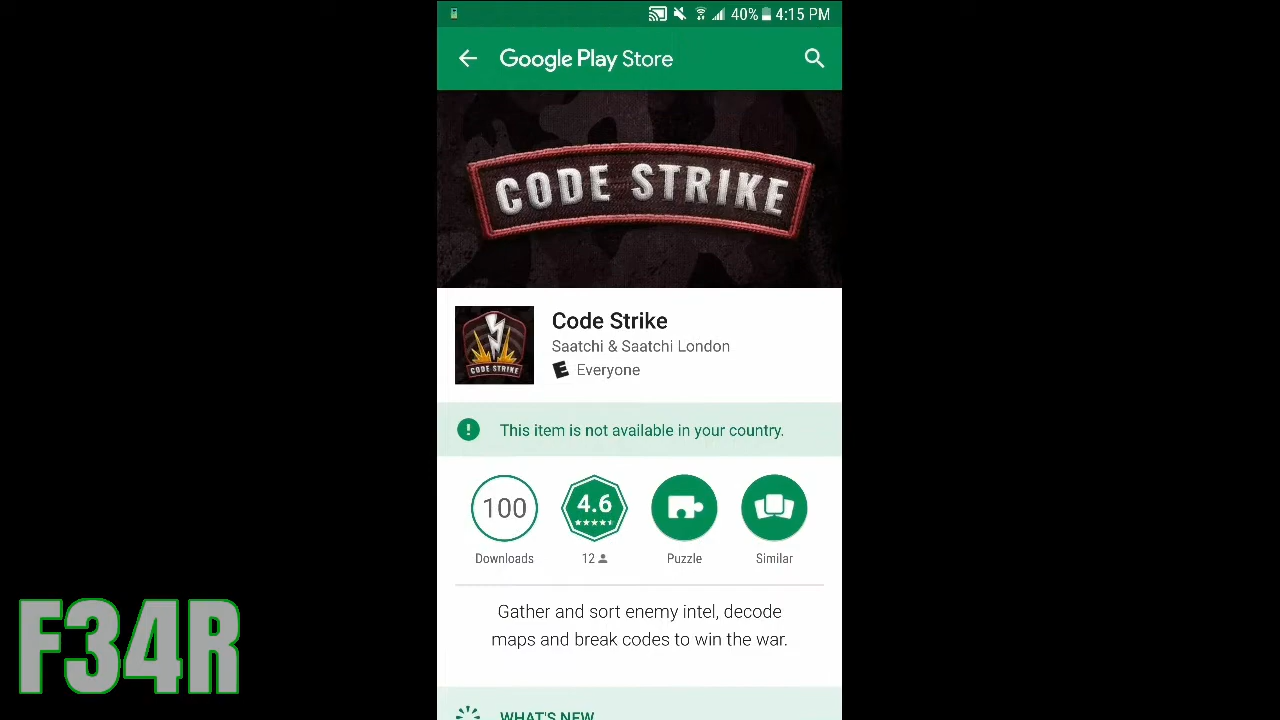 40% 4:15 PM
Google Play Store
CODE STRIKE
CODE STRIKE
Code Strike
Saatchi & Saatchi London
E Everyone
! This item is not available in your country.
100 4.6
Downloads 12 Puzzle Similar
Gather and sort enemy intel, decode
maps and break codes to win the war.
WHAT'S NEW
F34R